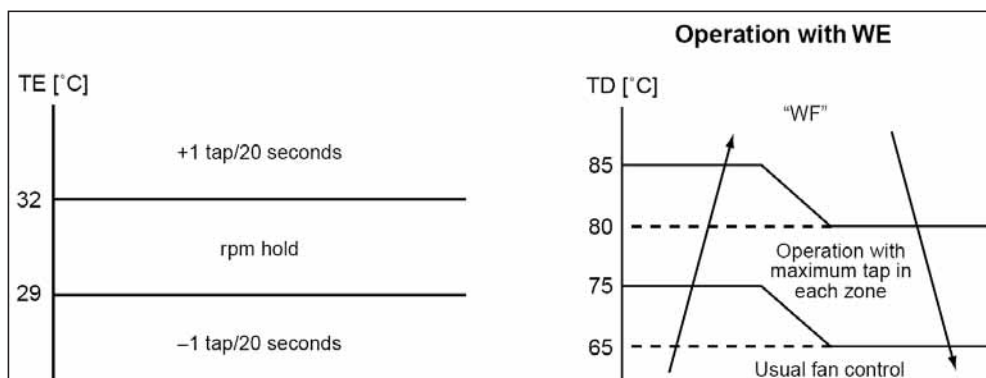 Operation with WE
TE [˚C]
+1 tap/20 seconds
32
rpm hold
29
–1 tap/20 seconds
TD [˚C]
“WF”
85
80
Operation with
maximum tap in
each zone
75
65
Usual fan control